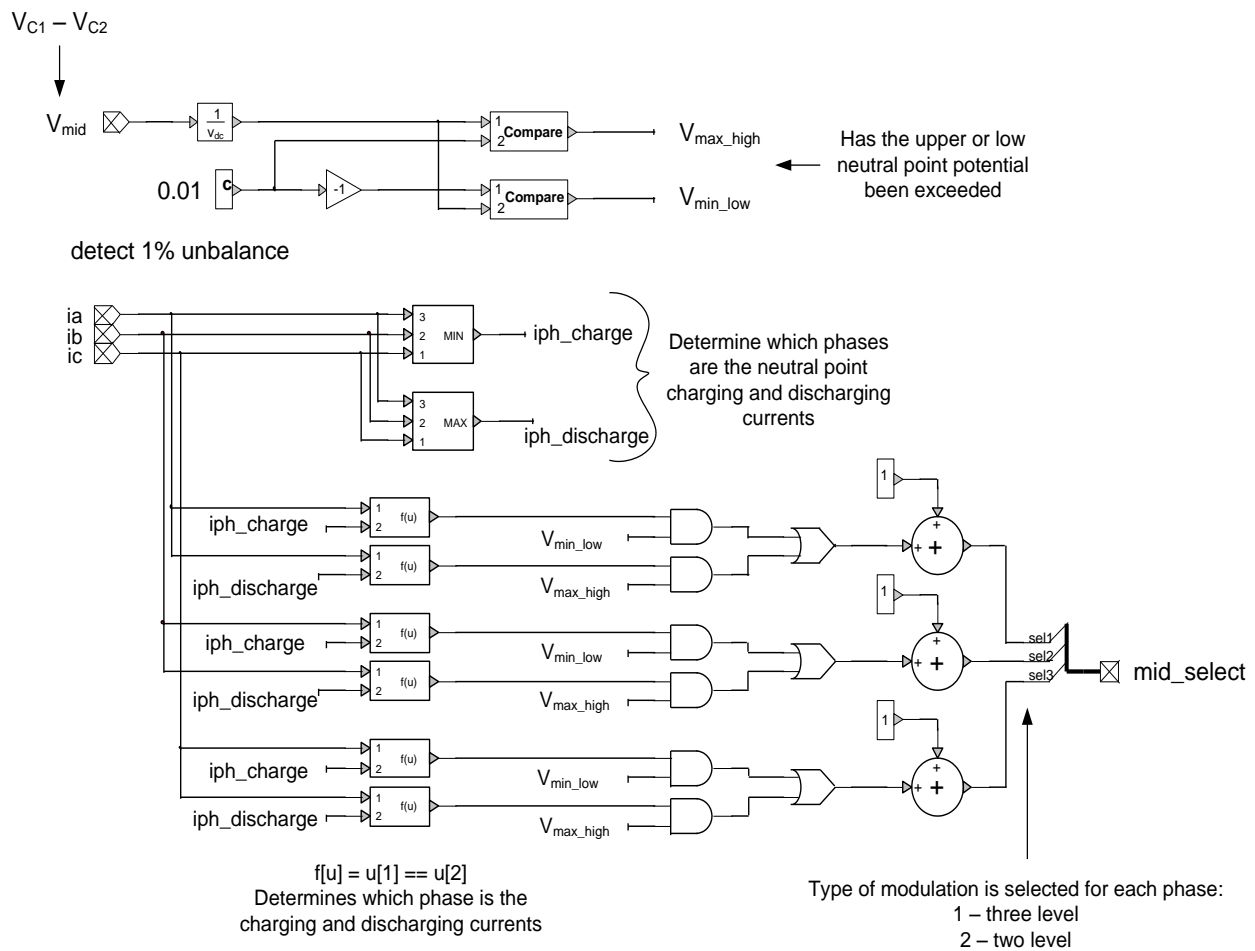 V_C1 – V_C2
V_mid
1
v_dc
1
2
Compare
V_max_high
Has the upper or low
neutral point potential
been exceeded
0.01
c
-1
1
2
Compare
V_min_low
detect 1% unbalance
ia
ib
ic
3
2
1
MIN
iph_charge
3
2
1
MAX
iph_discharge
Determine which phases
are the neutral point
charging and discharging
currents
iph_charge
1
2
f(u)
V_min_low
1
+
+
+
iph_discharge
1
2
f(u)
V_max_high
iph_charge
1
2
f(u)
V_min_low
1
+
+
+
iph_discharge
1
2
f(u)
V_max_high
sel1
sel2
sel3
mid_select
iph_charge
1
2
f(u)
V_min_low
1
+
+
+
iph_discharge
1
2
f(u)
V_max_high
f[u] = u[1] == u[2]
Determines which phase is the
charging and discharging currents
Type of modulation is selected for each phase:
1 – three level
2 – two level